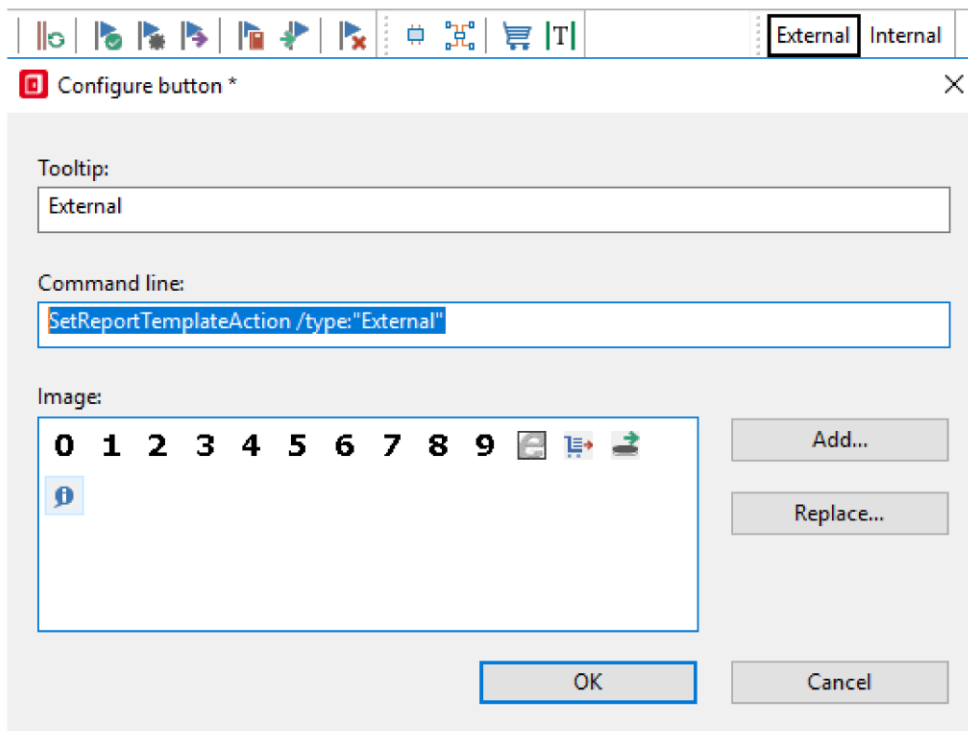 |T| External Internal
Configure button *
Tooltip:
External
Command line:
SetReportTemplateAction /type:"External"
Image:
0 1 2 3 4 5 6 7 8 9
Add...
Replace...
OK Cancel